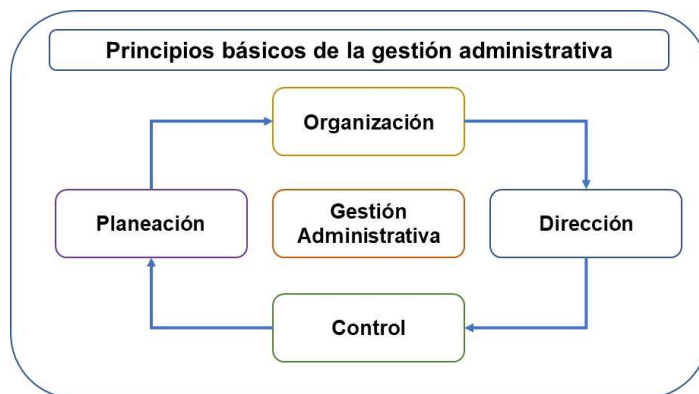 Principios básicos de la gestión administrativa
Organización
Planeación
Gestión
Administrativa
Dirección
Control